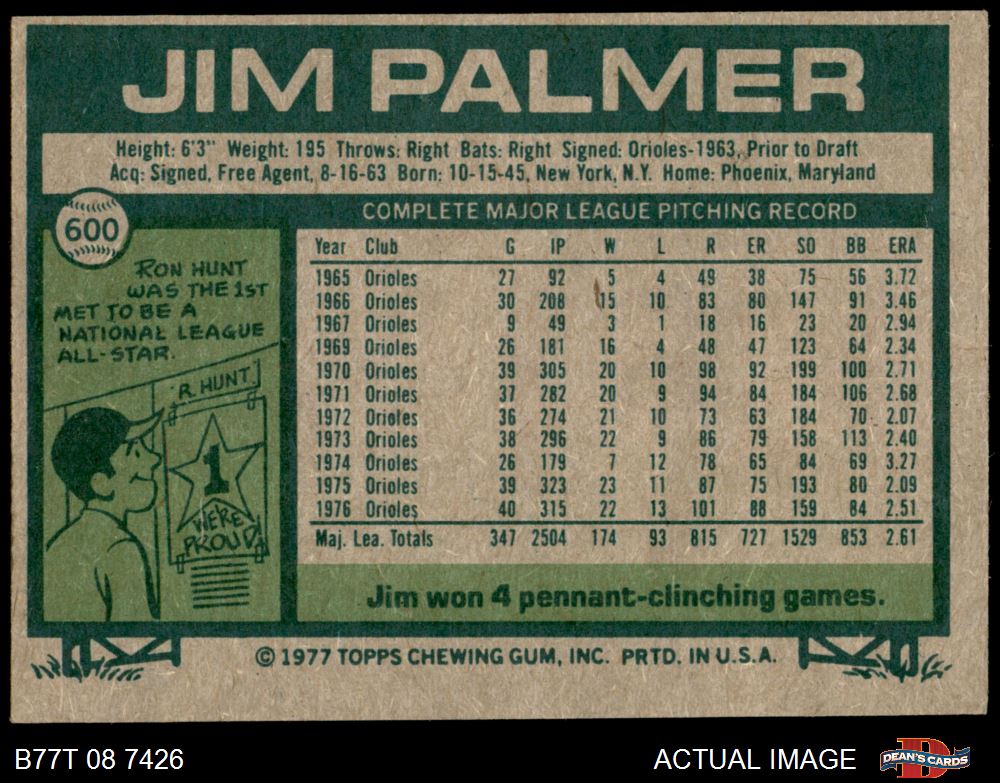 JIM PALMER
Height: 6'3" Weight: 195 Throws: Right Bats: Right Signed: Orioles-1963, Prior to Draft
Acq: Signed, Free Agent, 8-16-63 Born: 10-15-45, New York, N.Y. Home: Phoenix, Maryland
600
RON HUNT
WAS THE 1ST
MET TO BE A
NATIONAL LEAGUE
ALL-STAR.
R. HUNT
1
WE'RE
PROUD
COMPLETE MAJOR LEAGUE PITCHING RECORD
Year Club G IP W L R ER SO BB ERA
1965 Orioles 27 92 5 4 49 38 75 56 3.72
1966 Orioles 30 208 15 10 83 80 147 91 3.46
1967 Orioles 9 49 3 1 18 16 23 20 2.94
1969 Orioles 26 181 16 4 48 47 123 64 2.34
1970 Orioles 39 305 20 10 98 92 199 100 2.71
1971 Orioles 37 282 20 9 94 84 184 106 2.68
1972 Orioles 36 274 21 10 73 63 184 70 2.07
1973 Orioles 38 296 22 9 86 79 158 113 2.40
1974 Orioles 26 179 7 12 78 65 84 69 3.27
1975 Orioles 39 323 23 11 87 75 193 80 2.09
1976 Orioles 40 315 22 13 101 88 159 84 2.51
Maj. Lea. Totals 347 2504 174 93 815 727 1529 853 2.61
Jim won 4 pennant-clinching games.
© 1977 TOPPS CHEWING GUM, INC. PRTD. IN U.S.A.
B77T 08 7426
ACTUAL IMAGE
D
DEAN'S CARDS